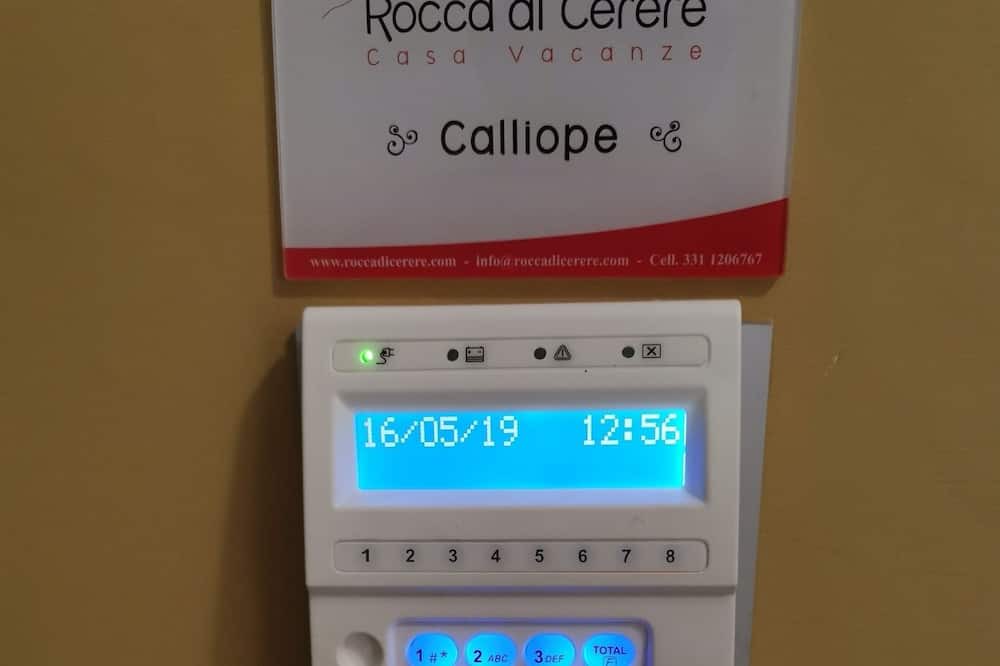 Rocca di Cerere
Casa Vacanze
Calliope
www.roccadicerere.com - info@roccadicerere.com - Cell. 331 1206767
16/05/19 12:56
1 2 3 4 5 6 7 8
1 #* 2 ABC 3 DEF TOTAL
F